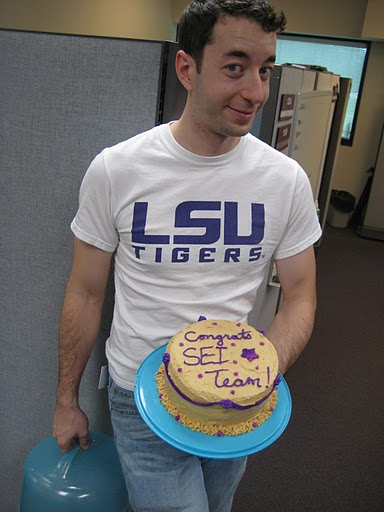 LSU
TIGERS
Congrats
SEI
Team!